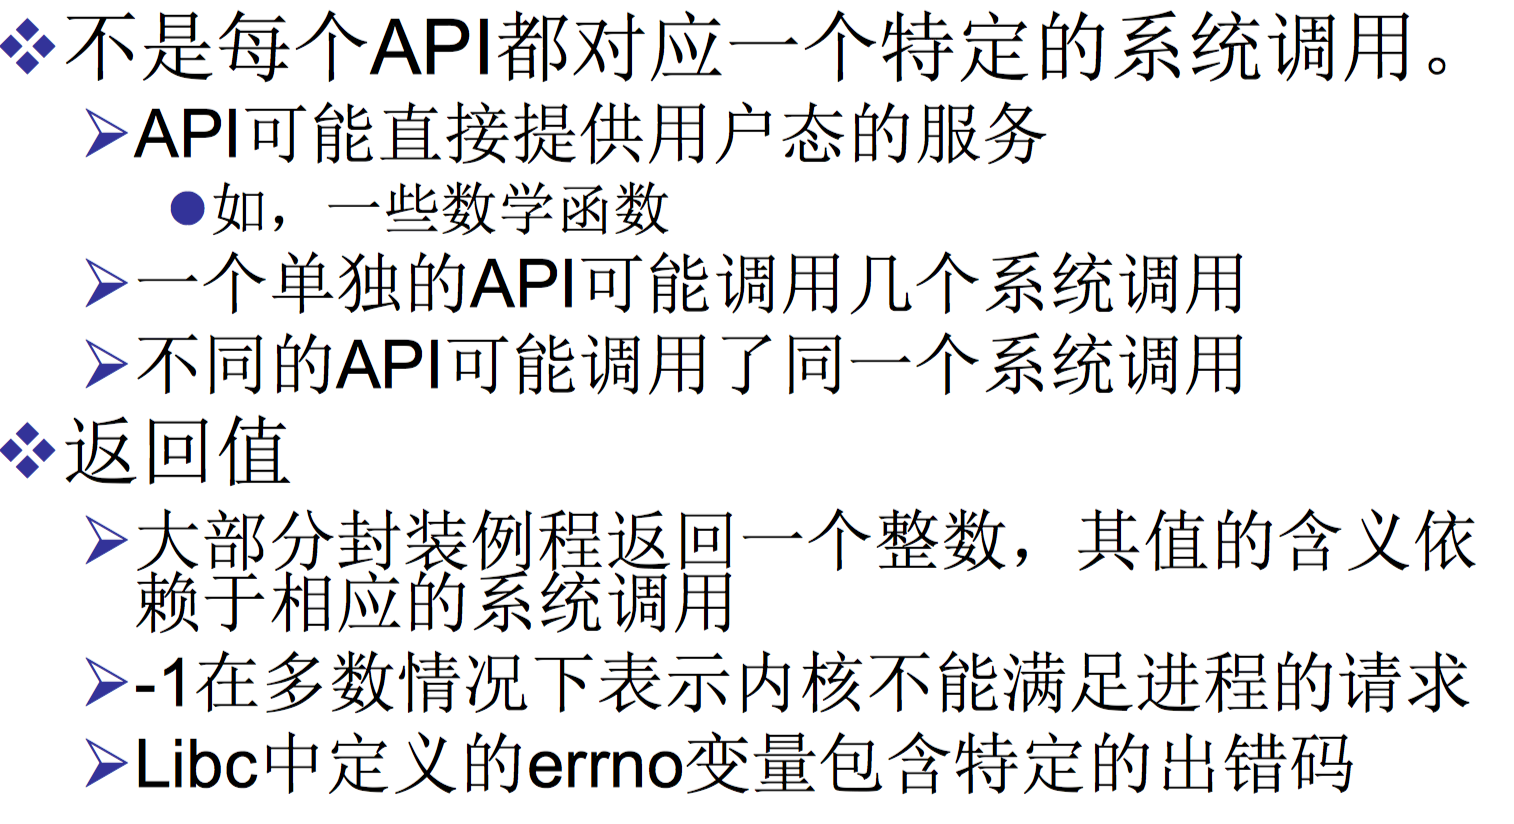 不是每个API都对应一个特定的系统调用。
API可能直接提供用户态的服务
如，一些数学函数
一个单独的API可能调用几个系统调用
不同的API可能调用了同一个系统调用
返回值
大部分封装例程返回一个整数，其值的含义依
赖于相应的系统调用
-1在多数情况下表示内核不能满足进程的请求
Libc中定义的errno变量包含特定的出错码